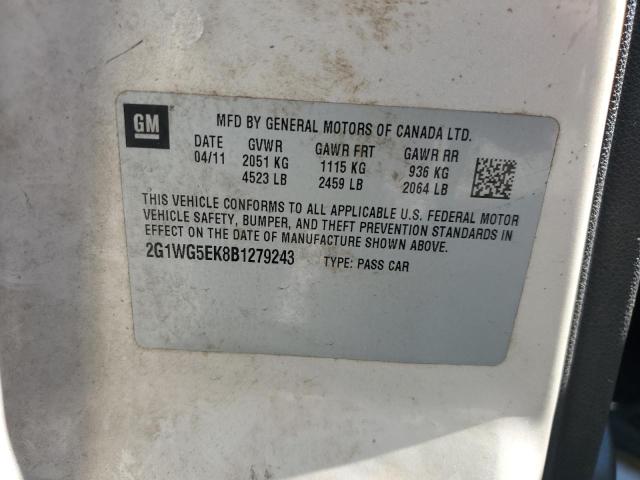 GM
MFD BY GENERAL MOTORS OF CANADA LTD.
DATE GVWR GAWR FRT GAWR RR
04/11 2051 KG 1115 KG 936 KG
4523 LB 2459 LB 2064 LB
THIS VEHICLE CONFORMS TO ALL APPLICABLE U.S. FEDERAL MOTOR
VEHICLE SAFETY, BUMPER, AND THEFT PREVENTION STANDARDS IN
EFFECT ON THE DATE OF MANUFACTURE SHOWN ABOVE.
2G1WG5EK8B1279243 TYPE: PASS CAR